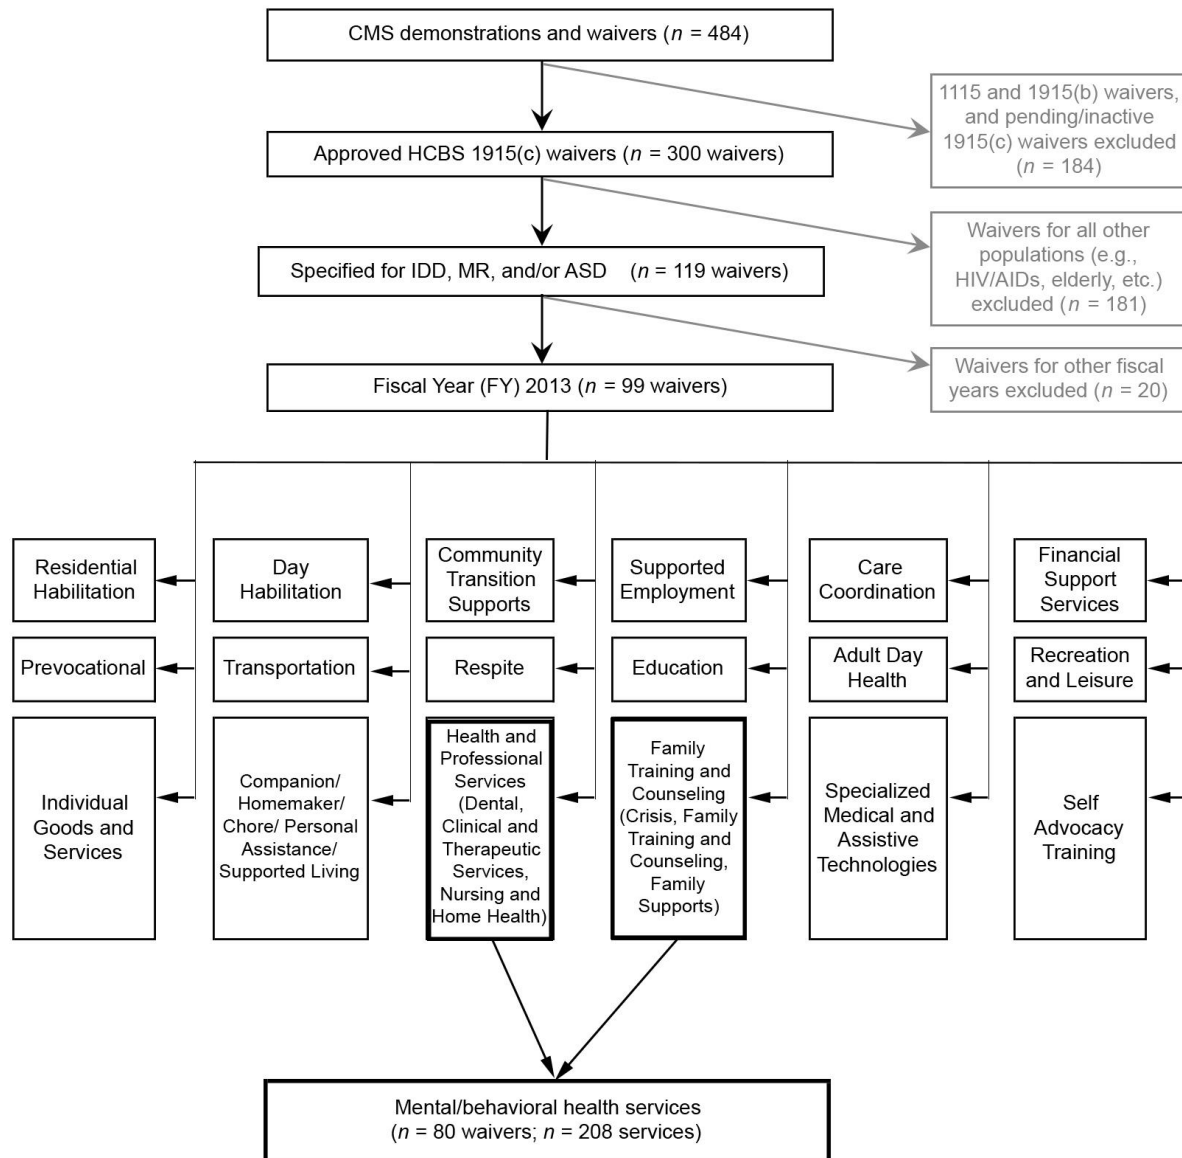 CMS demonstrations and waivers (n = 484)
1115 and 1915(b) waivers,
and pending/inactive
1915(c) waivers excluded
(n = 184)
Approved HCBS 1915(c) waivers (n = 300 waivers)
Waivers for all other
populations (e.g.,
HIV/AIDs, elderly, etc.)
excluded (n = 181)
Specified for IDD, MR, and/or ASD (n = 119 waivers)
Waivers for other fiscal
years excluded (n = 20)
Fiscal Year (FY) 2013 (n = 99 waivers)
Residential
Habilitation
Day
Habilitation
Community
Transition
Supports
Supported
Employment
Care
Coordination
Financial
Support
Services
Prevocational
Transportation
Respite
Education
Adult Day
Health
Recreation
and Leisure
Individual
Goods and
Services
Companion/
Homemaker/
Chore/ Personal
Assistance/
Supported Living
Health and
Professional
Services
(Dental,
Clinical and
Therapeutic
Services,
Nursing and
Home Health)
Family
Training and
Counseling
(Crisis, Family
Training and
Counseling,
Family
Supports)
Specialized
Medical and
Assistive
Technologies
Self
Advocacy
Training
Mental/behavioral health services
(n = 80 waivers; n = 208 services)